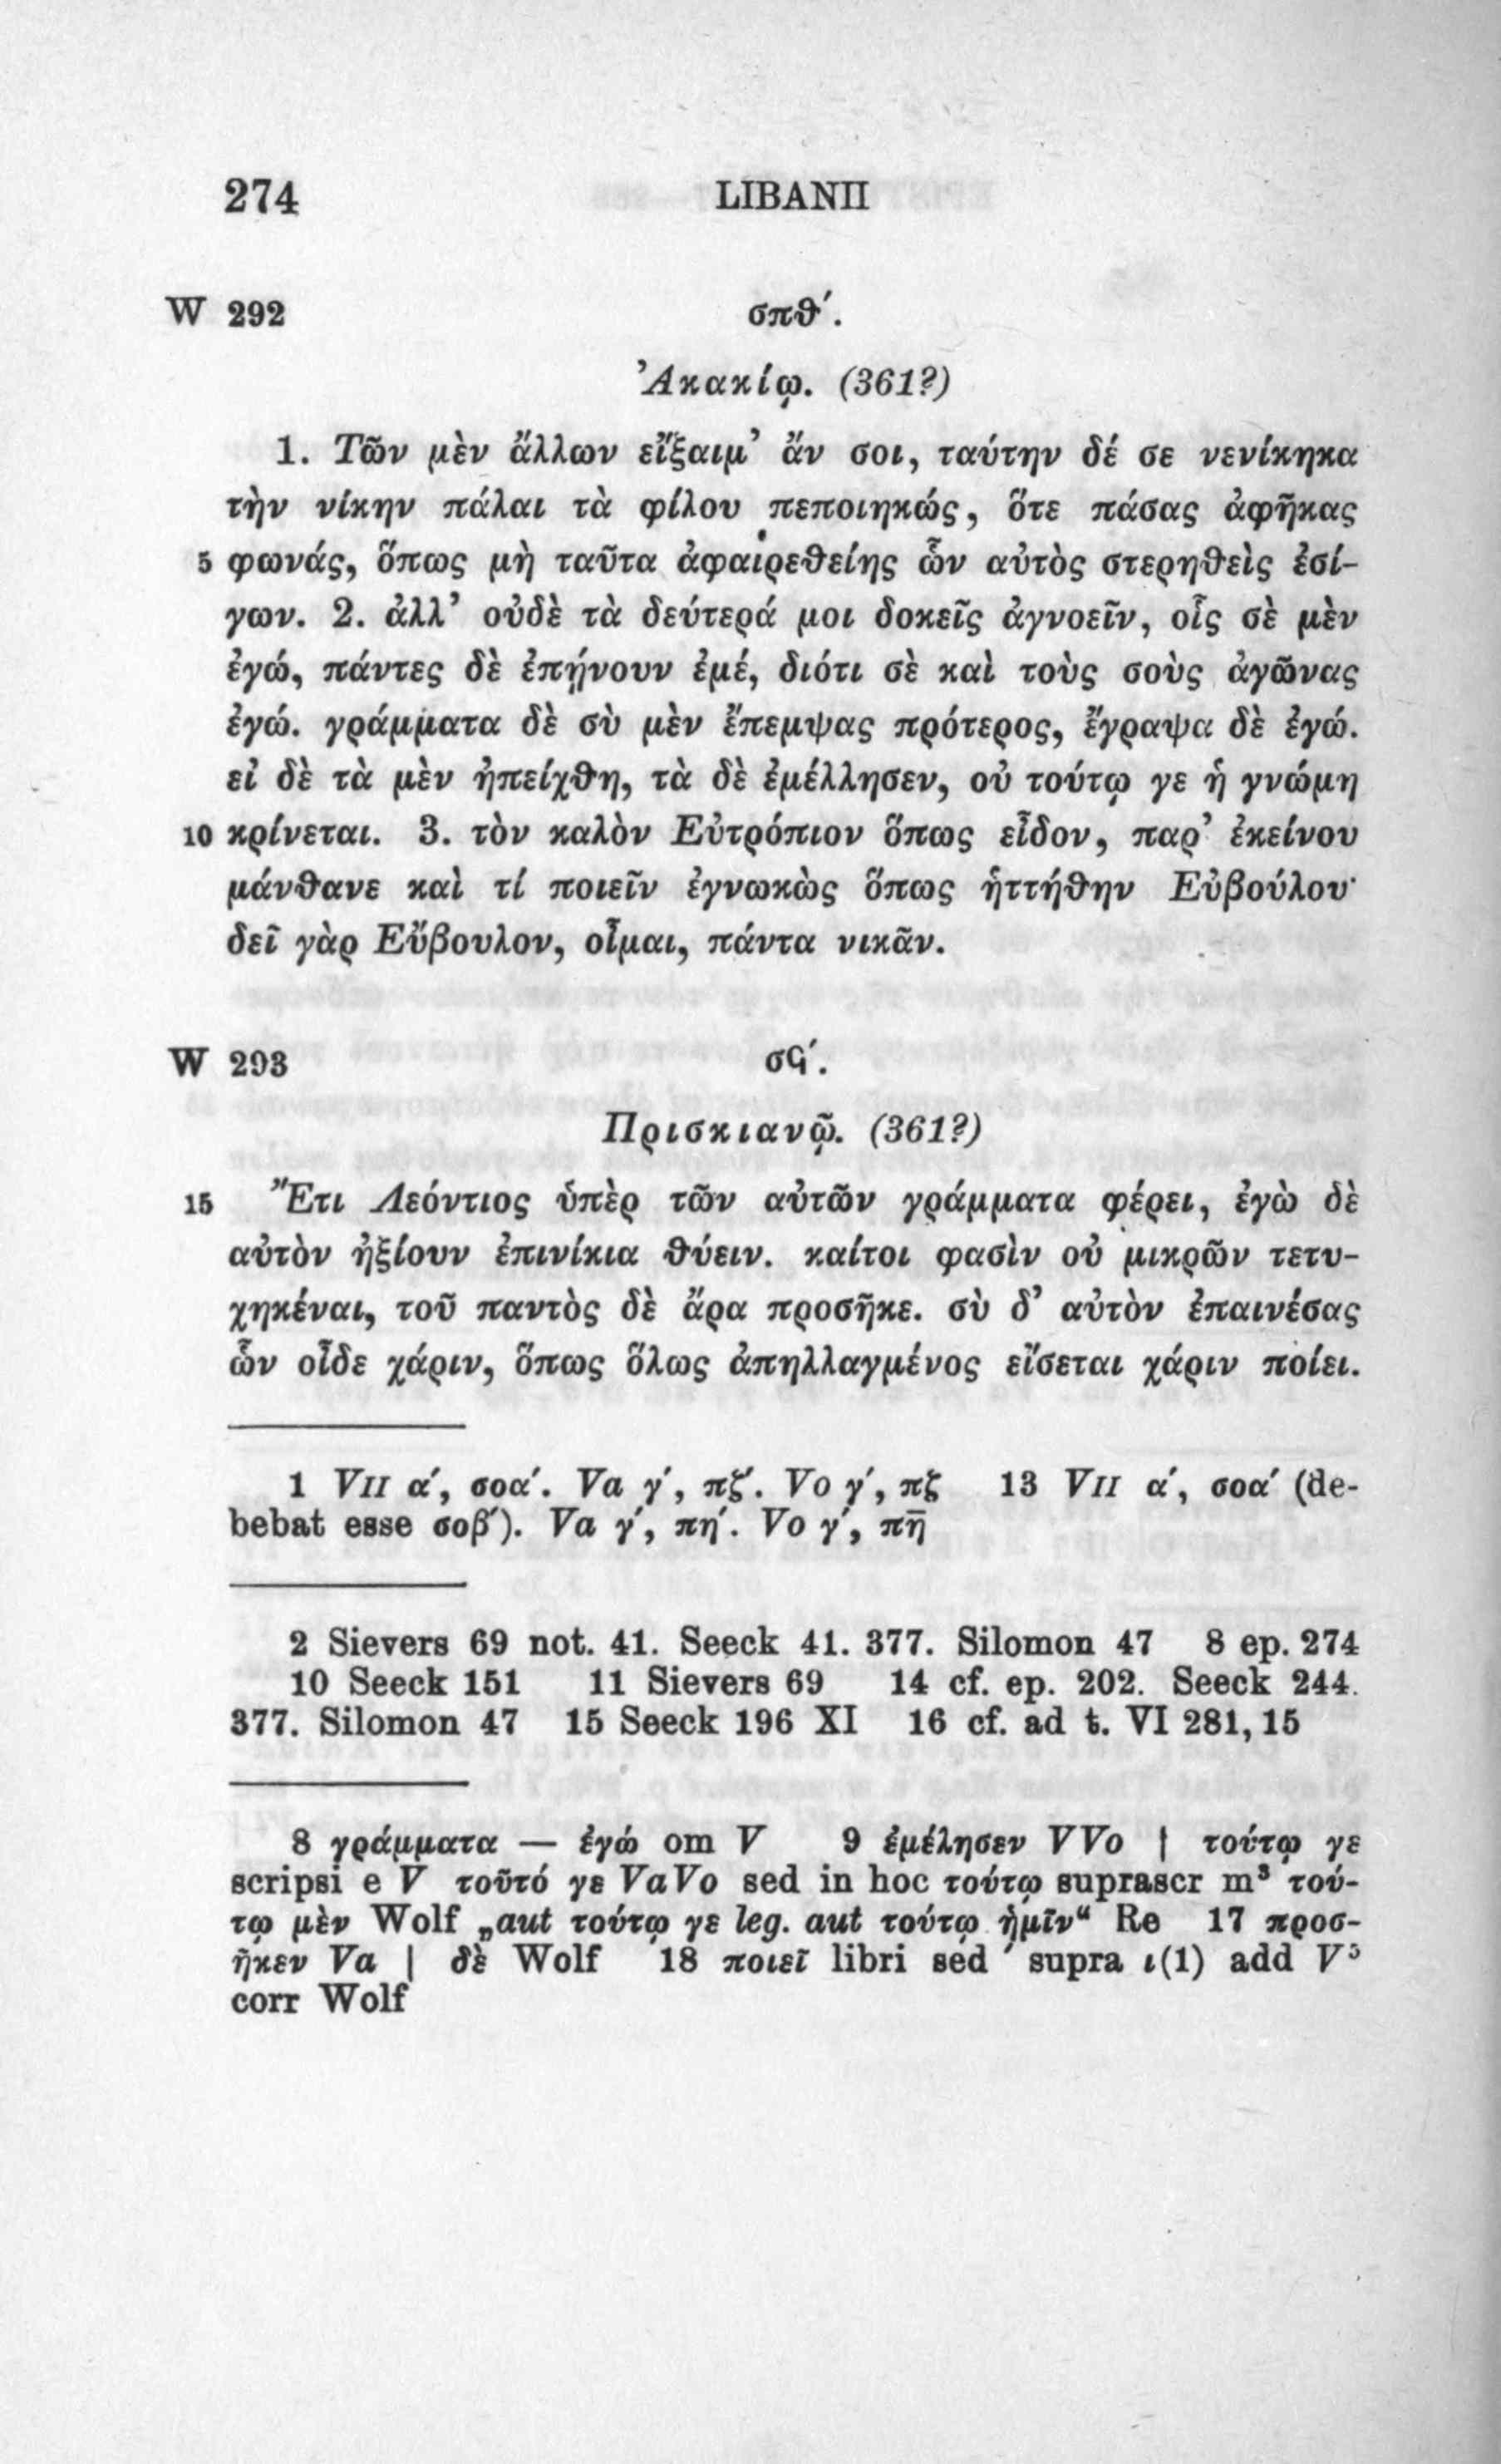 274 LIBANII
W 292 σπθ′.
Ἀκακίῳ. (361?)
1. Τῶν μὲν ἄλλων εἴξαιμ’ ἄν σοι, ταύτην δέ σε νενίκηκα
τὴν νίκην πάλαι τὰ φίλου πεποιηκώς, ὅτε πάσας ἀφῆκας
5 φωνάς, ὅπως μὴ ταῦτα ἀφαιρεθείης ὧν αὐτὸς στερηθεὶς ἐσί-
γων. 2. ἀλλ’ οὐδὲ τὰ δεύτερά μοι δοκεῖς ἀγνοεῖν, οἷς σὲ μὲν
ἐγώ, πάντες δὲ ἐπῄνουν ἐμέ, διότι σὲ καὶ τοὺς σοὺς ἀγῶνας
ἐγώ. γράμματα δὲ σὺ μὲν ἔπεμψας πρότερος, ἔγραψα δὲ ἐγώ.
εἰ δὲ τὰ μὲν ἠπείχθη, τὰ δὲ ἐμέλλησεν, οὐ τούτῳ γε ἡ γνώμη
10 κρίνεται. 3. τὸν καλὸν Εὐτρόπιον ὅπως εἶδον, παρ’ ἐκείνου
μάνθανε καὶ τί ποιεῖν ἐγνωκὼς ὅπως ἡττήθην Εὐβούλου·
δεῖ γὰρ Εὔβουλον, οἶμαι, πάντα νικᾶν.
W 293 σϟ′.
Πρισκιανῷ. (361?)
15 Ἔτι Λεόντιος ὑπὲρ τῶν αὐτῶν γράμματα φέρει, ἐγὼ δὲ
αὐτὸν ἠξίουν ἐπινίκια θύειν. καίτοι φασὶν οὐ μικρῶν τετυ-
χηκέναι, τοῦ παντὸς δὲ ἄρα προσῆκε. σὺ δ’ αὐτὸν ἐπαινέσας
ὧν οἶδε χάριν, ὅπως ὅλως ἀπηλλαγμένος εἴσεται χάριν ποίει.
1 VII α′, σοα′. Va γ′, πζ′. Vo γ′, πζ 13 VII α′, σοα′ (de-
bebat esse σοβ′). Va γ′, πη′. Vo γ′, πη̄
2 Sievers 69 not. 41. Seeck 41. 377. Silomon 47 8 ep. 274
10 Seeck 151 11 Sievers 69 14 cf. ep. 202. Seeck 244.
377. Silomon 47 15 Seeck 196 XI 16 cf. ad t. VI 281, 15
8 γράμματα — ἐγώ om V 9 ἐμέλησεν VVo | τούτῳ γε
scripsi e V τοῦτό γε VaVo sed in hoc τούτῳ suprascr m³ τού-
τῳ μὲν Wolf „aut τούτῳ γε leg. aut τούτῳ ἡμῖν“ Re 17 προσ-
ῆκεν Va | δὲ Wolf 18 ποιεῖ libri sed ′ supra ι(1) add V⁵
corr Wolf